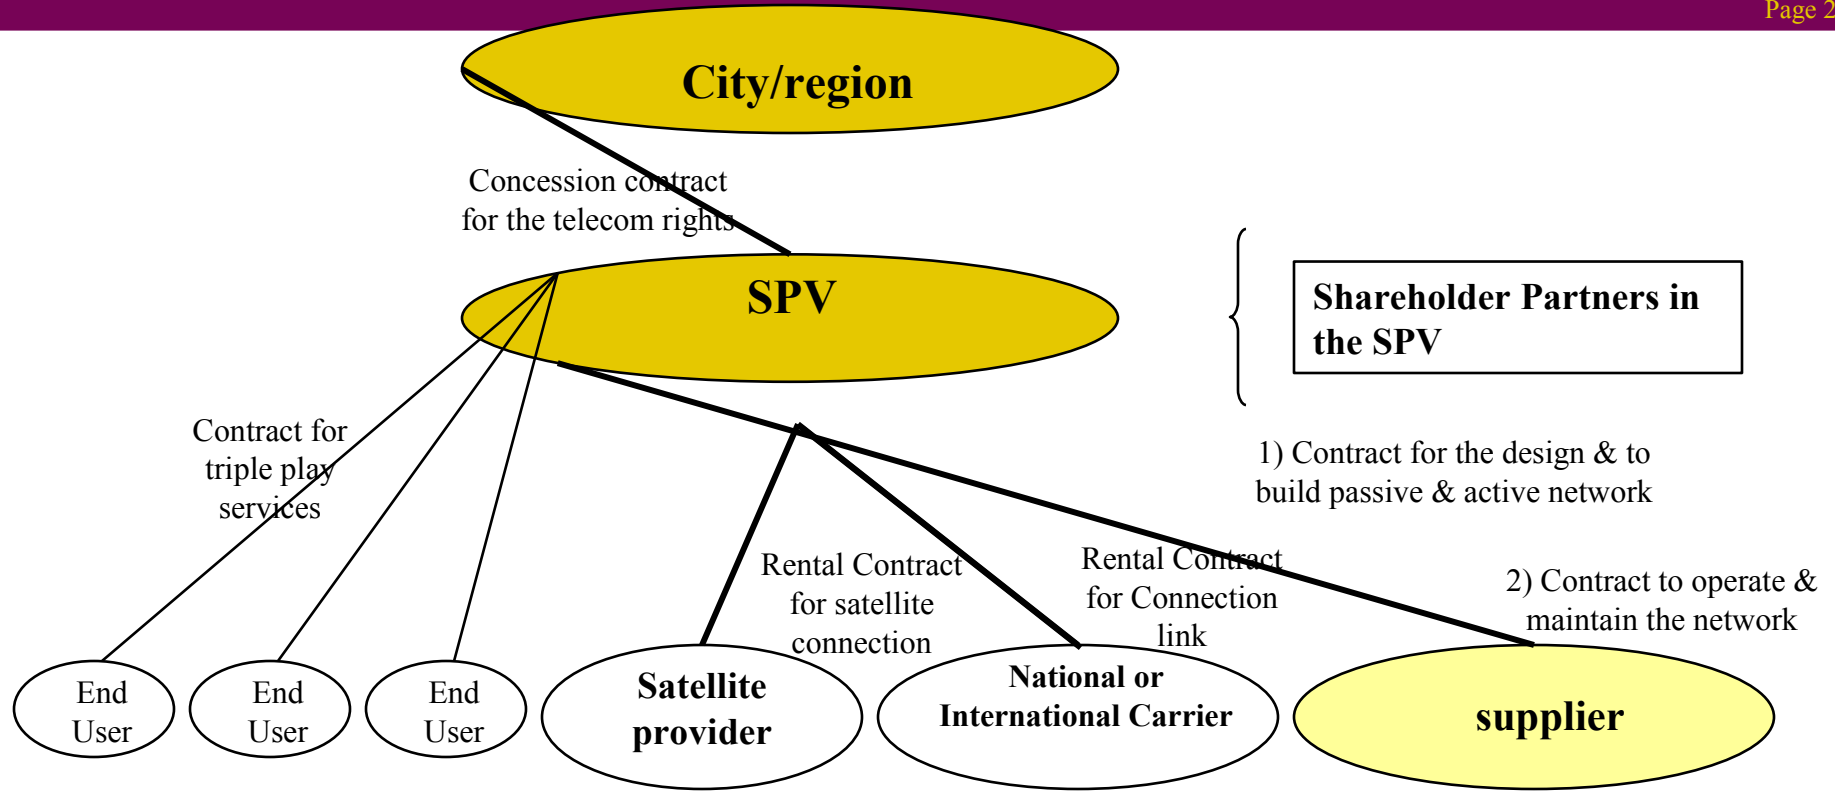 Page 2
City/region
Concession contract
for the telecom rights
SPV
Shareholder Partners in
the SPV
Contract for
triple play
services
1) Contract for the design & to
build passive & active network
Rental Contract
for satellite
connection
Rental Contract
for Connection
link
2) Contract to operate &
maintain the network
End
User
End
User
End
User
Satellite
provider
National or
International Carrier
supplier